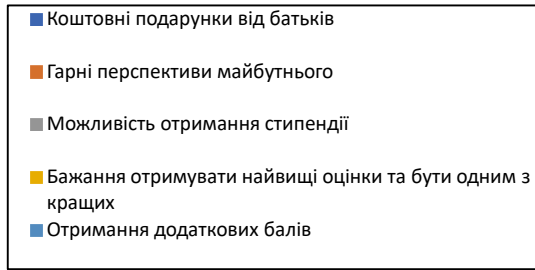 Коштовні подарунки від батьків
Гарні перспективи майбутнього
Можливість отримання стипендії
Бажання отримувати найвищі оцінки та бути одним з
кращих
Отримання додаткових балів